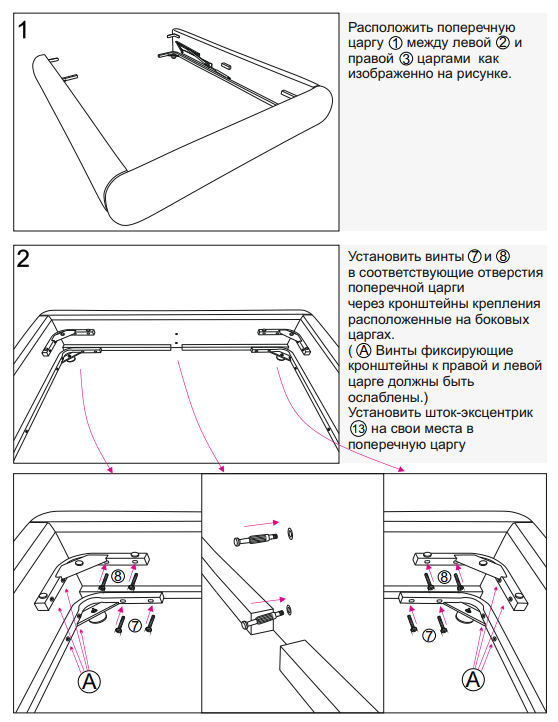 1
Расположить поперечную
царгу ① между левой ② и
правой ③ царгами как
изображенно на рисунке.
2
Установить винты ⑦ и ⑧
в соответствующие отверстия
поперечной царги
через кронштейны крепления
расположенные на боковых
царгах.
( Ⓐ Винты фиксирующие
кронштейны к правой и левой
царге должны быть
ослаблены.)
Установить шток-эксцентрик
⑬ на свои места в
поперечную царгу
⑧
⑦
A
⑧
⑦
A